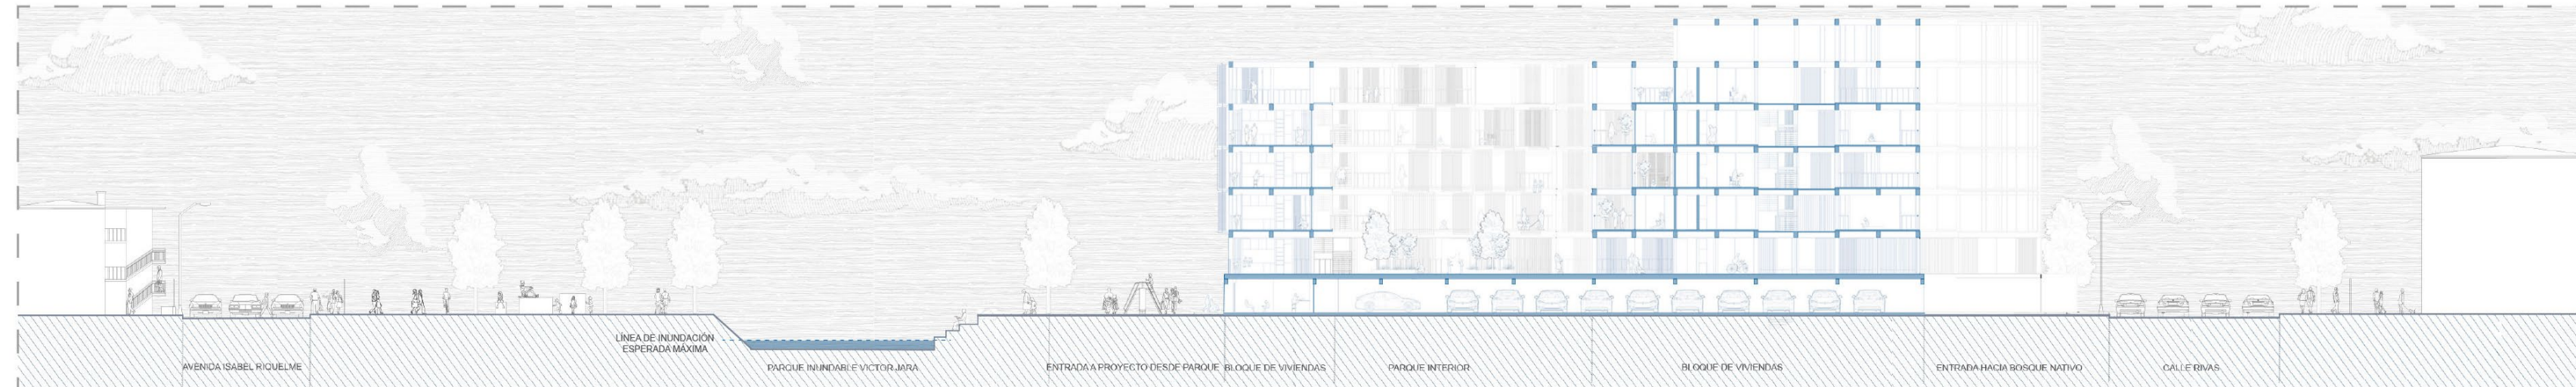 LÍNEA DE INUNDACIÓN
ESPERADA MÁXIMA
AVENIDA ISABEL RIQUELME
PARQUE INUNDABLE VICTOR JARA
ENTRADA A PROYECTO DESDE PARQUE
BLOQUE DE VIVIENDAS
PARQUE INTERIOR
BLOQUE DE VIVIENDAS
ENTRADA HACIA BOSQUE NATIVO
CALLE RIVAS